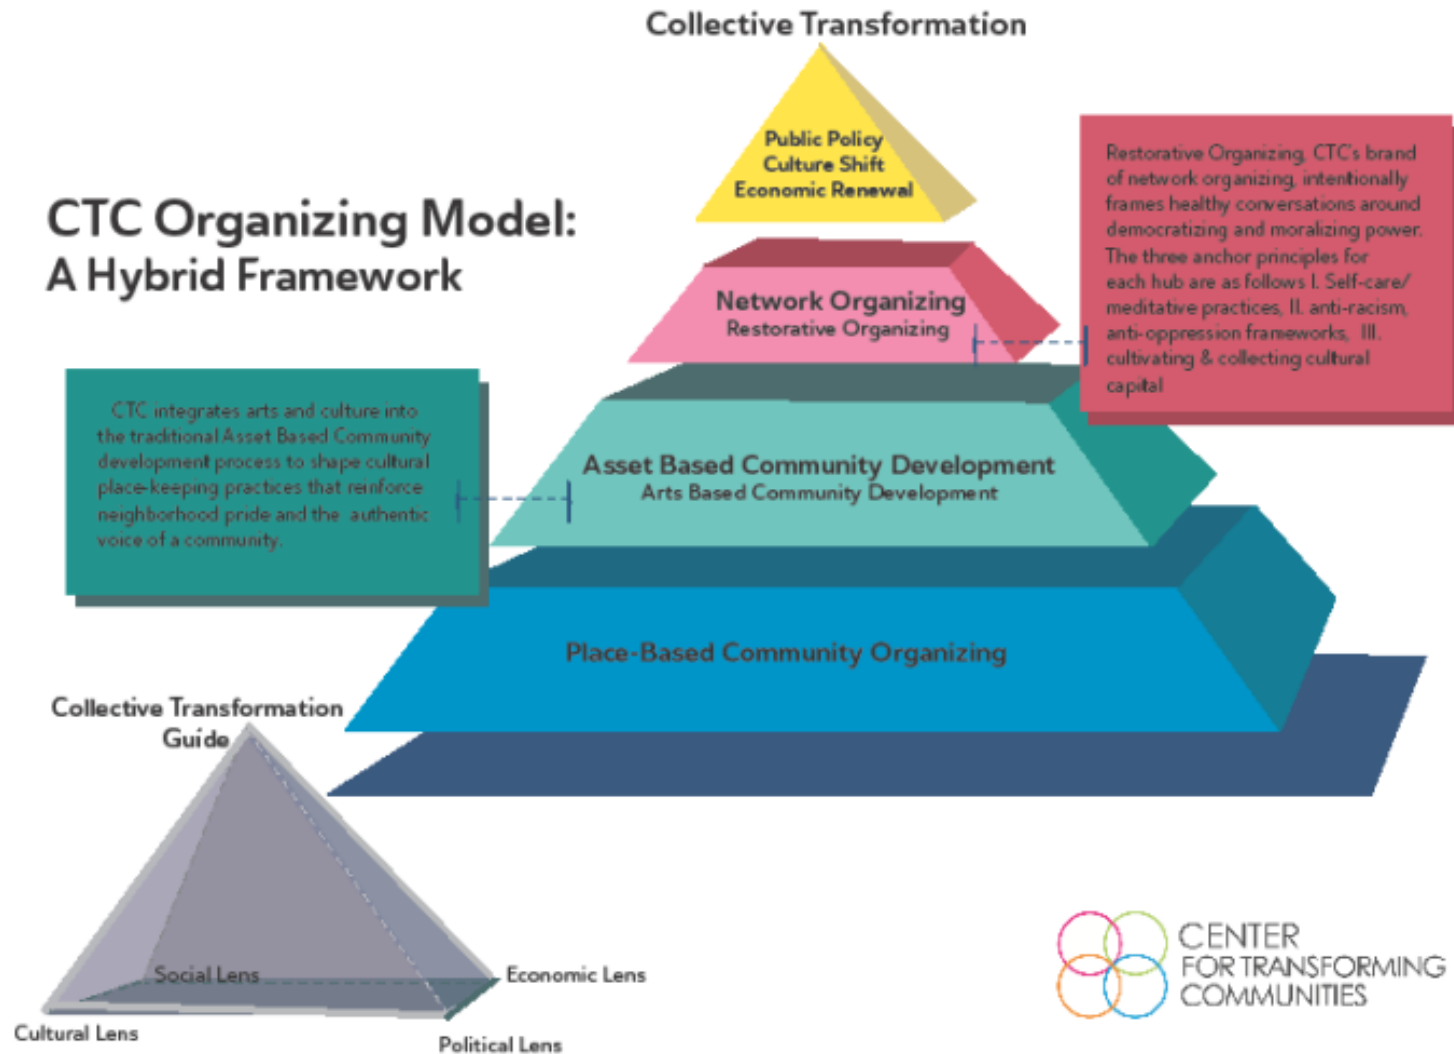 Collective Transformation
Public Policy
Culture Shift
Economic Renewal
CTC Organizing Model:
A Hybrid Framework
Network Organizing
Restorative Organizing
Restorative Organizing, CTC's brand
of network organizing, intentionally
frames healthy conversations around
democratizing and moralizing power.
The three anchor principles for
each hub are as follows I. Self-care/
meditative practices, II. anti-racism,
anti-oppression frameworks, III.
cultivating & collecting cultural
capital
CTC integrates arts and culture into
the traditional Asset Based Community
development process to shape cultural
place-keeping practices that reinforce
neighborhood pride and the authentic
voice of a community.
Asset Based Community Development
Arts Based Community Development
Place-Based Community Organizing
Collective Transformation
Guide
Social Lens
Economic Lens
Cultural Lens
Political Lens
CENTER
FOR TRANSFORMING
COMMUNITIES